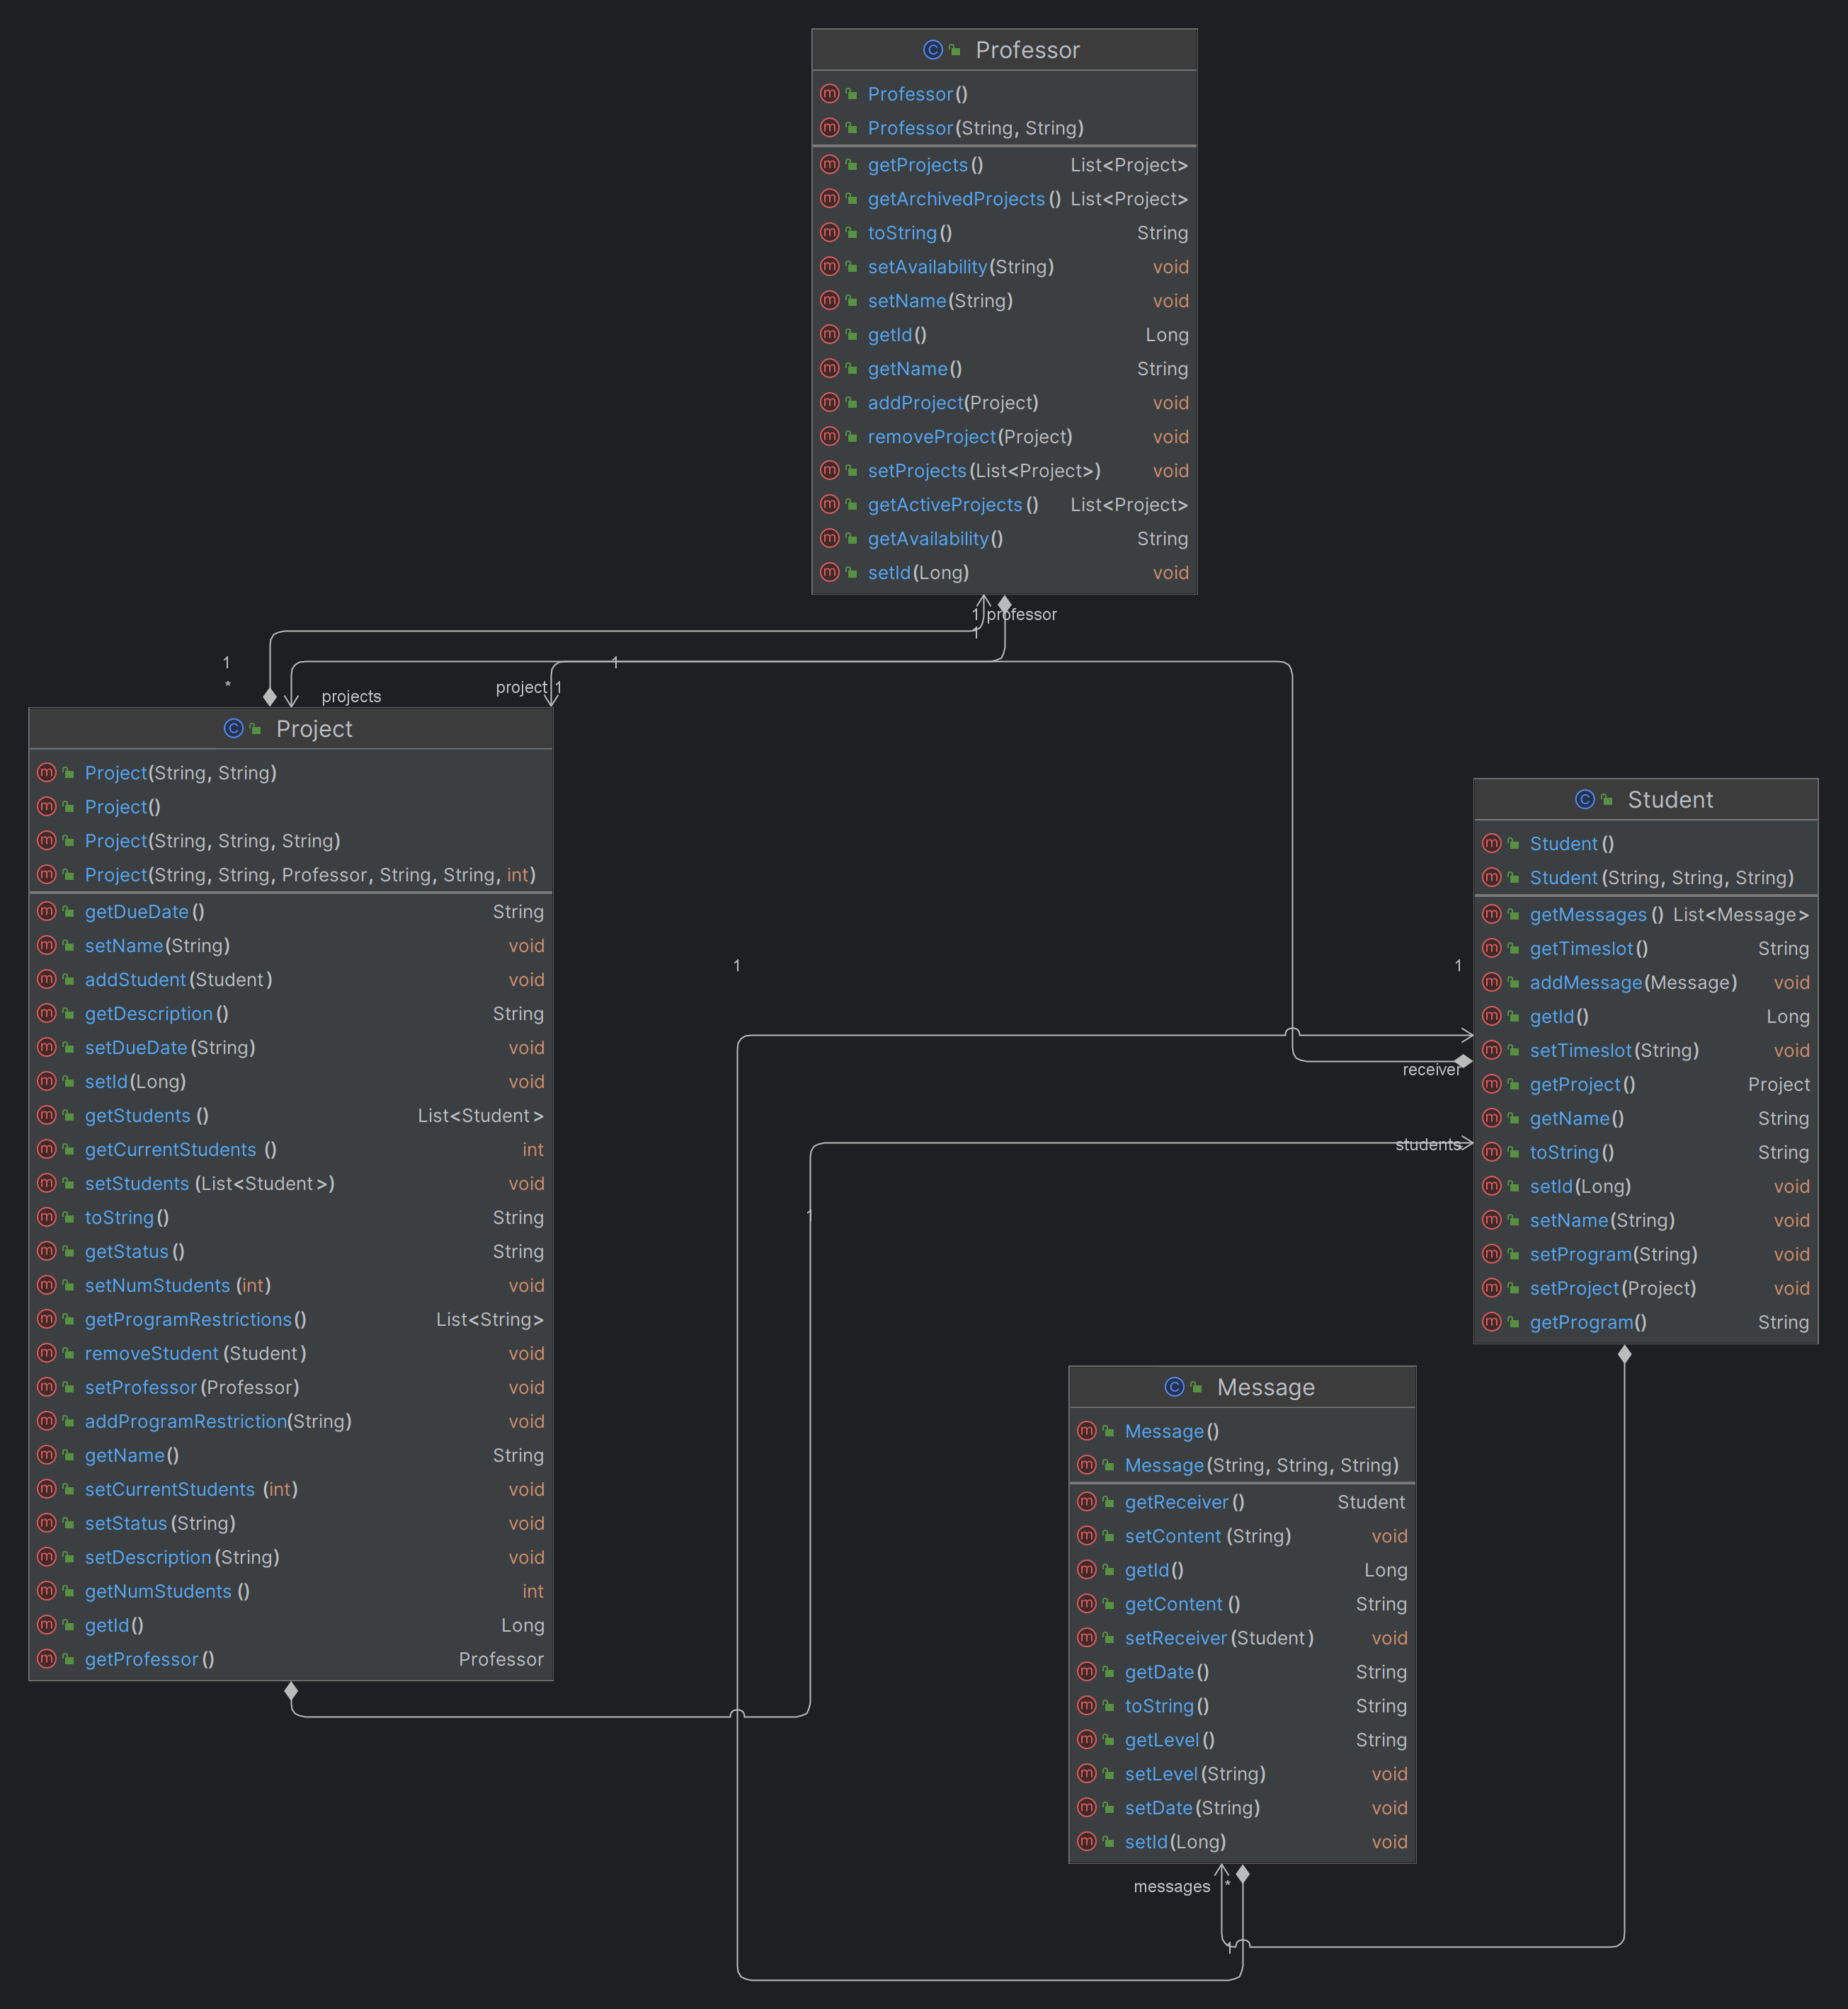 Professor
Professor()
Professor(String, String)
getProjects() List<Project>
getArchivedProjects() List<Project>
toString() String
setAvailability(String) void
setName(String) void
getId() Long
getName() String
addProject(Project) void
removeProject(Project) void
setProjects(List<Project>) void
getActiveProjects() List<Project>
getAvailability() String
setId(Long) void
1 professor
1
1
1
*
projects
project 1
Project
Project(String, String)
Project()
Project(String, String, String)
Project(String, String, Professor, String, String, int)
getDueDate() String
setName(String) void
addStudent(Student) void
getDescription() String
setDueDate(String) void
setId(Long) void
getStudents() List<Student>
getCurrentStudents() int
setStudents(List<Student>) void
toString() String
getStatus() String
setNumStudents(int) void
getProgramRestrictions() List<String>
removeStudent(Student) void
setProfessor(Professor) void
addProgramRestriction(String) void
getName() String
setCurrentStudents(int) void
setStatus(String) void
setDescription(String) void
getNumStudents() int
getId() Long
getProfessor() Professor
Student
Student()
Student(String, String, String)
getMessages() List<Message>
getTimeslot() String
addMessage(Message) void
getId() Long
setTimeslot(String) void
getProject() Project
getName() String
toString() String
setId(Long) void
setName(String) void
setProgram(String) void
setProject(Project) void
getProgram() String
1
1
receiver
students
1
Message
Message()
Message(String, String, String)
getReceiver() Student
setContent(String) void
getId() Long
getContent() String
setReceiver(Student) void
getDate() String
toString() String
getLevel() String
setLevel(String) void
setDate(String) void
setId(Long) void
messages *
1